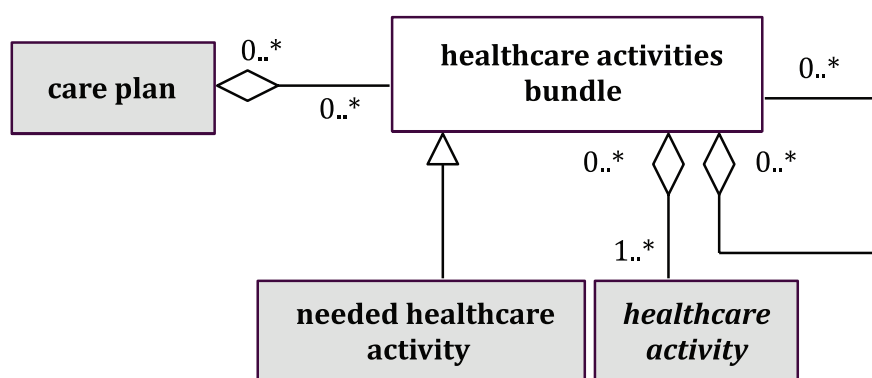 0..*
healthcare activities
bundle
0..*
care plan
0..*
0..*
0..*
1..*
needed healthcare
activity
healthcare
activity